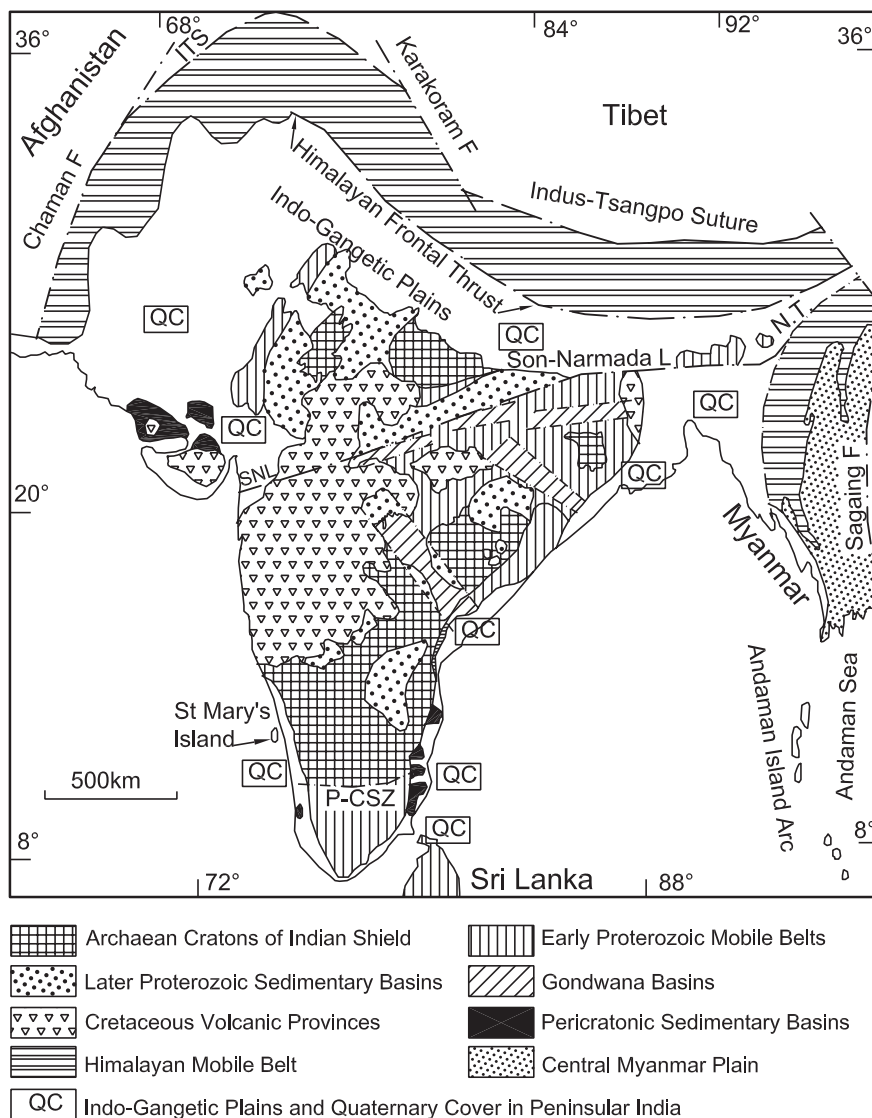 68°
84°
92°
36°
36°
ITS
Afghanistan
Karakoram F
Tibet
Chaman F
Himalayan Frontal Thrust
Indus-Tsangpo Suture
Indo-Gangetic Plains
QC
QC
N.T.
Son-Narmada L
QC
QC
SNL
QC
20°
Sagaing F
Myanmar
QC
St Mary's
Island
Andaman Island Arc
Andaman Sea
QC
QC
500km
P-CSZ
QC
8°
8°
Sri Lanka
72°
88°
Archaean Cratons of Indian Shield
Early Proterozoic Mobile Belts
Later Proterozoic Sedimentary Basins
Gondwana Basins
Cretaceous Volcanic Provinces
Pericratonic Sedimentary Basins
Himalayan Mobile Belt
Central Myanmar Plain
QC Indo-Gangetic Plains and Quaternary Cover in Peninsular India